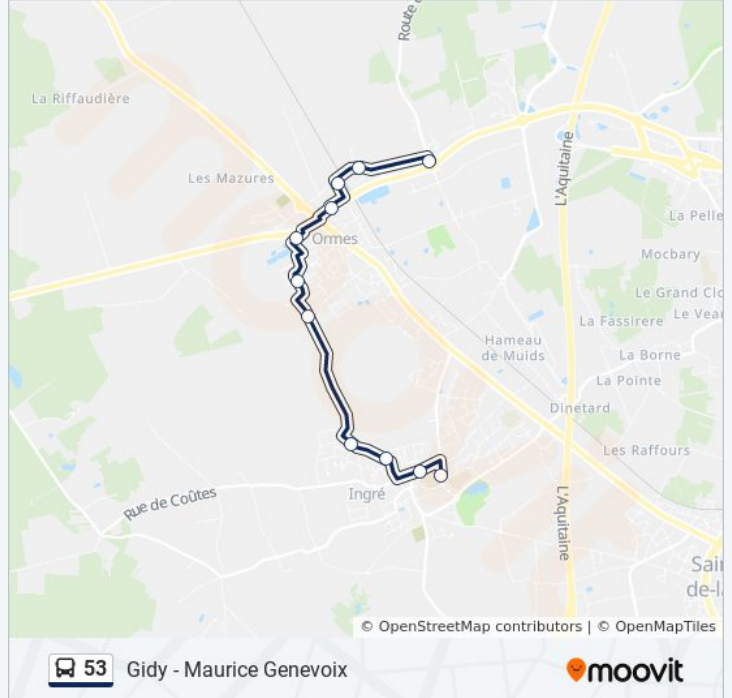 Route
La Riffaudière
L'Aquitaine
Les Mazures
La Pelle
Ormes
Mocbary
Le Grand Clo
La Fassirere
Le Veau
Hameau
de Muids
La Borne
La Pointe
Dinetard
Les Raffours
Ingré
Rue de Coûtes
L'Aquitaine
Sai
de-l
© OpenStreetMap contributors | © OpenMapTiles
53 Gidy - Maurice Genevoix
moovit